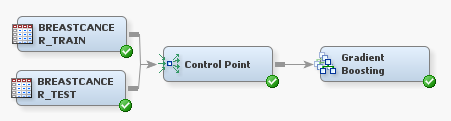 BREASTCANCE
R_TRAIN
BREASTCANCE
R_TEST
Control Point
Gradient
Boosting